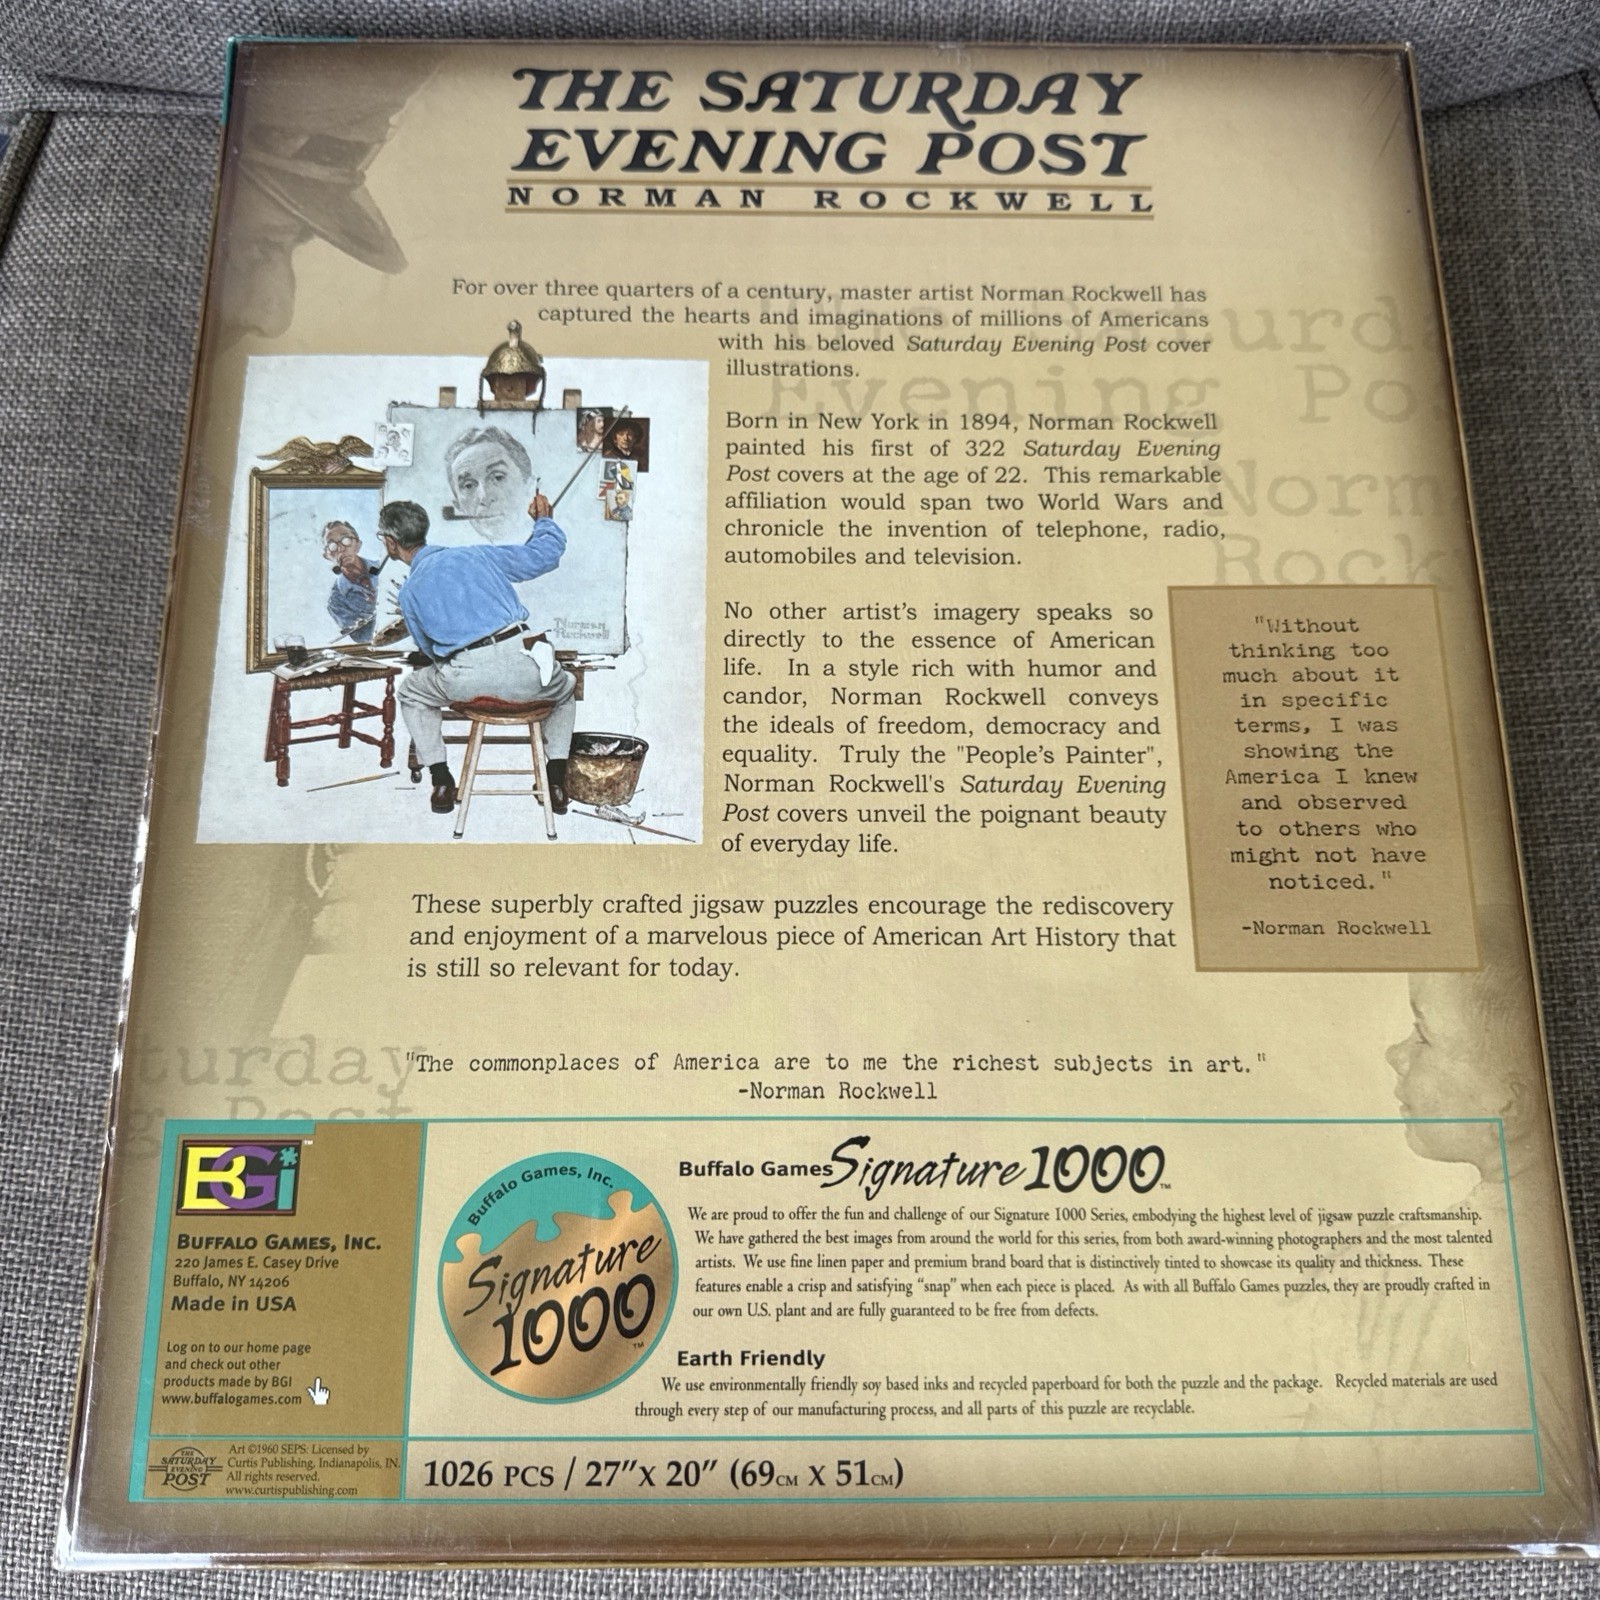 THE SATURDAY
EVENING POST
NORMAN ROCKWELL
For over three quarters of a century, master artist Norman Rockwell has
captured the hearts and imaginations of millions of Americans
with his beloved Saturday Evening Post cover
illustrations.
Born in New York in 1894, Norman Rockwell
painted his first of 322 Saturday Evening
Post covers at the age of 22. This remarkable
affiliation would span two World Wars and
chronicle the invention of telephone, radio,
automobiles and television.
No other artist's imagery speaks so
directly to the essence of American
life. In a style rich with humor and
candor, Norman Rockwell conveys
the ideals of freedom, democracy and
equality. Truly the "People's Painter",
Norman Rockwell's Saturday Evening
Post covers unveil the poignant beauty
of everyday life.
Norman
Rockwell
"Without
thinking too
much about it
in specific
terms, I was
showing the
America I knew
and observed
to others who
might not have
noticed."
-Norman Rockwell
These superbly crafted jigsaw puzzles encourage the rediscovery
and enjoyment of a marvelous piece of American Art History that
is still so relevant for today.
"The commonplaces of America are to me the richest subjects in art."
-Norman Rockwell
urday
Evening Po
Norm
Rock
turday
g Post
BGi™
BUFFALO GAMES, INC.
220 James E. Casey Drive
Buffalo, NY 14206
Made in USA
Log on to our home page
and check out other
products made by BGI
www.buffalogames.com
Buffalo Games, Inc.
Signature
1000™
Buffalo Games Signature 1000™
We are proud to offer the fun and challenge of our Signature 1000 Series, embodying the highest level of jigsaw puzzle craftsmanship.
We have gathered the best images from around the world for this series, from both award-winning photographers and the most talented
artists. We use fine linen paper and premium brand board that is distinctively tinted to showcase its quality and thickness. These
features enable a crisp and satisfying "snap" when each piece is placed. As with all Buffalo Games puzzles, they are proudly crafted in
our own U.S. plant and are fully guaranteed to be free from defects.
Earth Friendly
We use environmentally friendly soy based inks and recycled paperboard for both the puzzle and the package. Recycled materials are used
through every step of our manufacturing process, and all parts of this puzzle are recyclable.
THE
SATURDAY
EVENING
POST
Art ©1960 SEPS: Licensed by
Curtis Publishing, Indianapolis, IN.
All rights reserved.
www.curtispublishing.com
1026 PCS / 27"X 20" (69CM X 51CM)